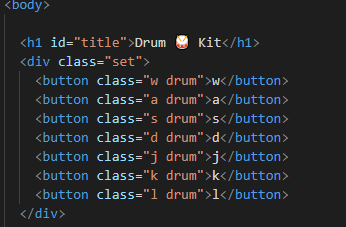 <body>
<h1 id="title">Drum 🥁 Kit</h1>
<div class="set">
<button class="w drum">w</button>
<button class="a drum">a</button>
<button class="s drum">s</button>
<button class="d drum">d</button>
<button class="j drum">j</button>
<button class="k drum">k</button>
<button class="l drum">l</button>
</div>